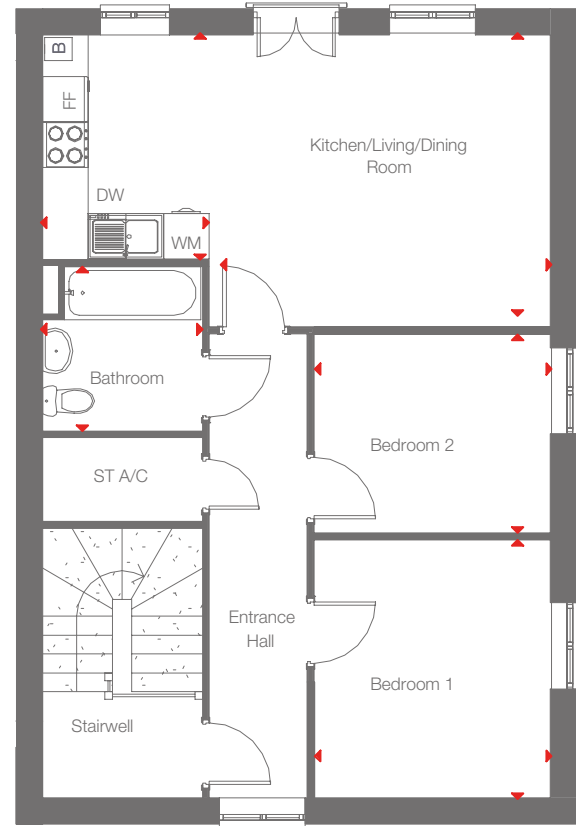 B
FF
Kitchen/Living/Dining
Room
DW
WM
Bathroom
Bedroom 2
ST A/C
Entrance
Hall
Bedroom 1
Stairwell